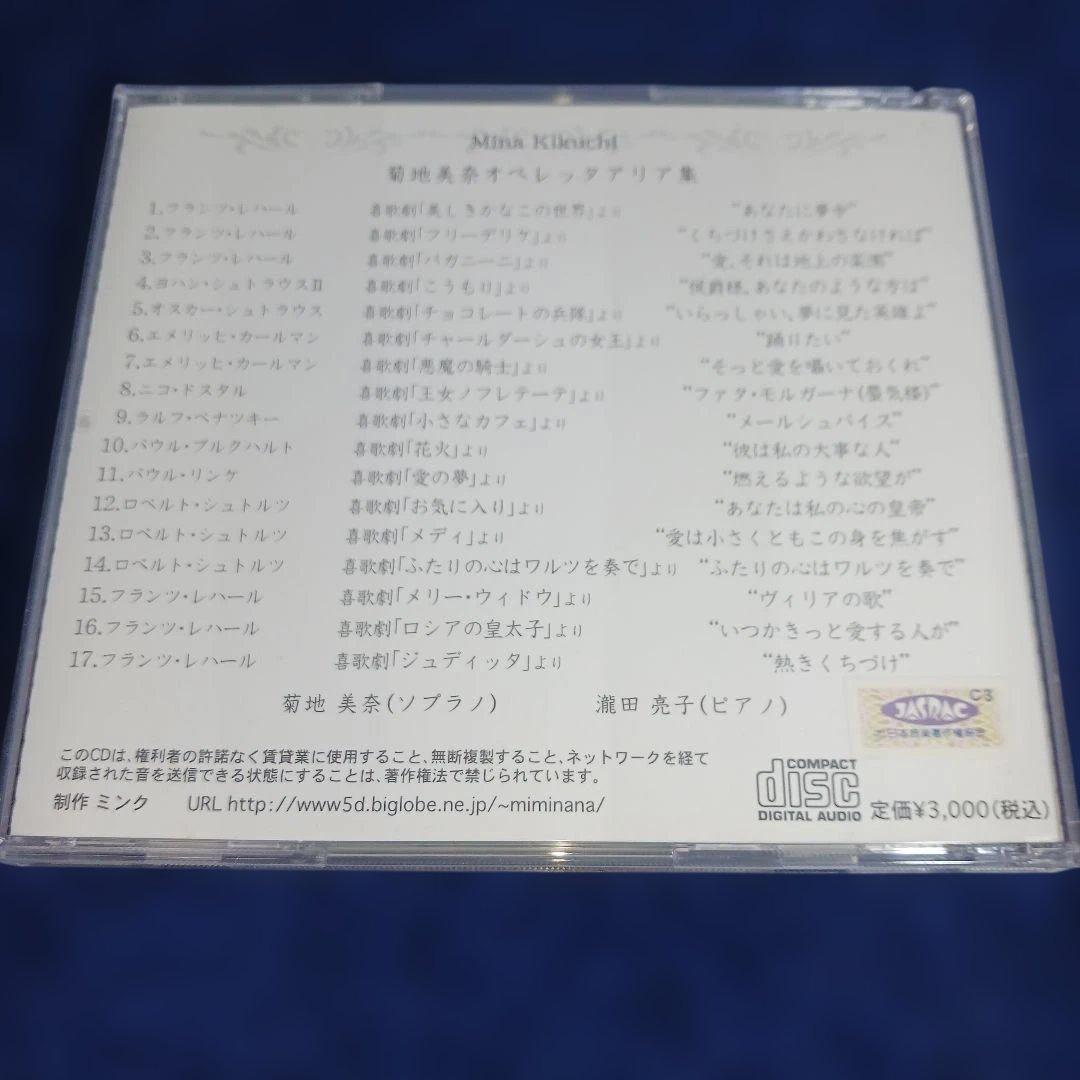 Mina Kikuchi
菊地美奈オペレッタアリア集
1.フランツ・レハール 喜歌劇「美しきかなこの世界」より “あなたに夢を”
2.フランツ・レハール 喜歌劇「フリーデリケ」より “くちづけさえかわさなければ”
3.フランツ・レハール 喜歌劇「パガニーニ」より “愛、それは地上の楽園”
4.ヨハン・シュトラウスⅡ 喜歌劇「こうもり」より “侯爵様、あなたのような方は”
5.オスカー・シュトラウス 喜歌劇「チョコレートの兵隊」より “いらっしゃい、夢に見た英雄よ”
6.エメリッヒ・カールマン 喜歌劇「チャールダーシュの女王」より “踊りたい”
7.エメリッヒ・カールマン 喜歌劇「悪魔の騎士」より “そっと愛を囁いておくれ”
8.ニコ・ドスタル 喜歌劇「王女ノフレテーテ」より “ファタ・モルガーナ(蜃気楼)”
9.ラルフ・ベナツキー 喜歌劇「小さなカフェ」より “メールシュパイズ”
10.パウル・ブルクハルト 喜歌劇「花火」より “彼は私の大事な人”
11.パウル・リンケ 喜歌劇「愛の夢」より “燃えるような欲望が”
12.ロベルト・シュトルツ 喜歌劇「お気に入り」より “あなたは私の心の皇帝”
13.ロベルト・シュトルツ 喜歌劇「メディ」より “愛は小さくともこの身を焦がす”
14.ロベルト・シュトルツ 喜歌劇「ふたりの心はワルツを奏で」より “ふたりの心はワルツを奏で”
15.フランツ・レハール 喜歌劇「メリー・ウィドウ」より “ヴィリアの歌”
16.フランツ・レハール 喜歌劇「ロシアの皇太子」より “いつかきっと愛する人が”
17.フランツ・レハール 喜歌劇「ジュディッタ」より “熱きくちづけ”
菊地 美奈(ソプラノ) 瀧田 亮子(ピアノ)
C3
JASRAC
日本音楽著作権協会
このCDは、権利者の許諾なく賃貸業に使用すること、無断複製すること、ネットワークを経て
収録された音を送信できる状態にすることは、著作権法で禁じられています。
制作 ミンク URL http://www5d.biglobe.ne.jp/~miminana/
COMPACT
disc
DIGITAL AUDIO
定価¥3,000(税込)